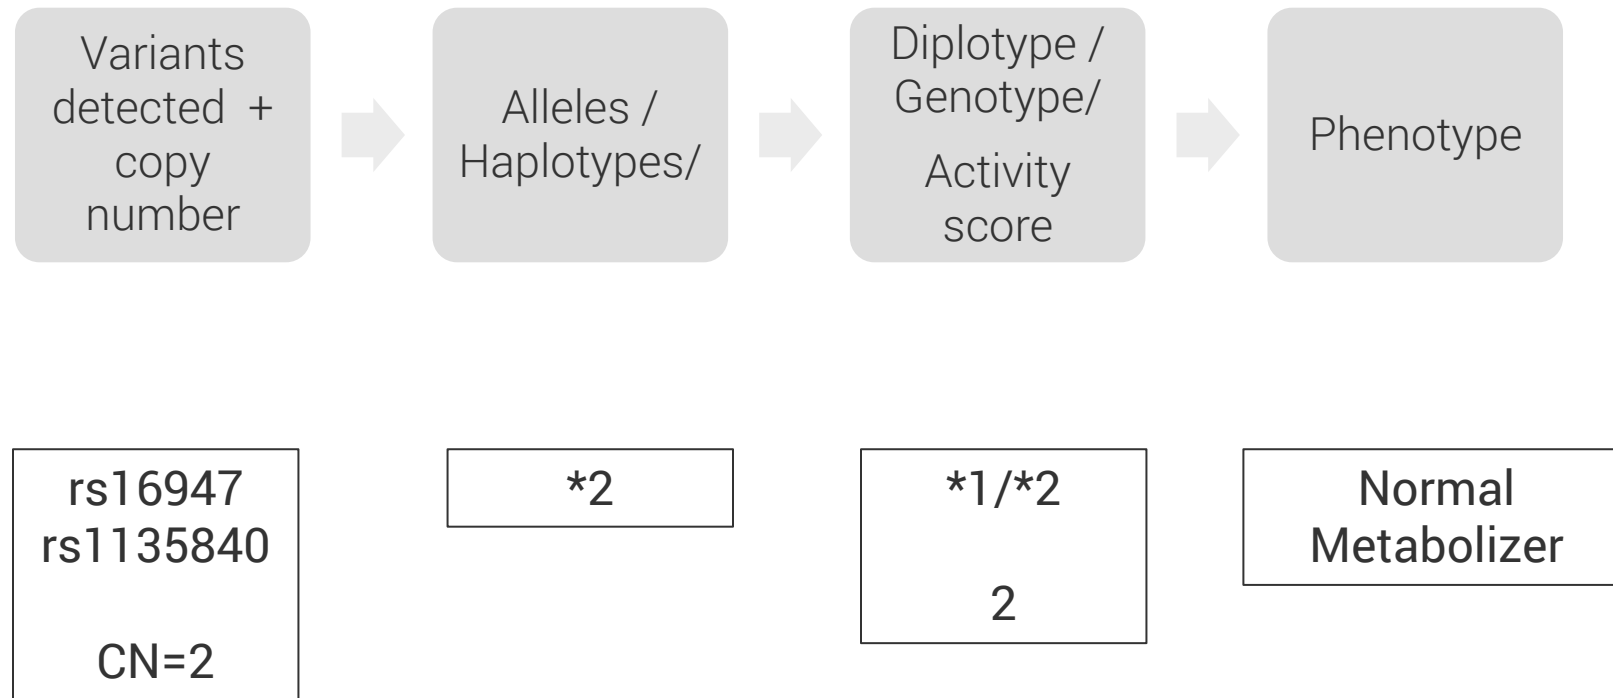 Variants
detected +
copy
number
Alleles /
Haplotypes/
Diplotype /
Genotype/
Activity
score
Phenotype
rs16947
rs1135840
CN=2
*2
*1/*2
2
Normal
Metabolizer